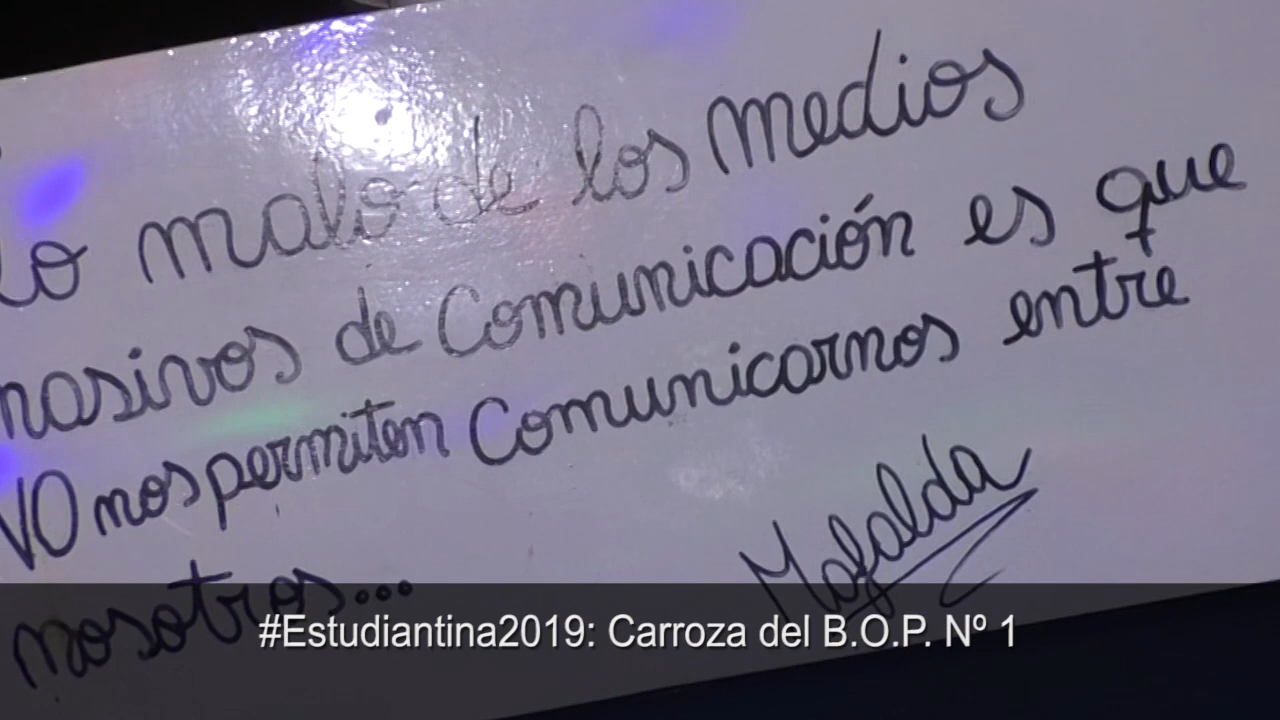 Lo malo de los medios
masivos de Comunicación es que
NO nos permiten Comunicarnos entre
nosotros...
Mafalda
#Estudiantina2019: Carroza del B.O.P. Nº 1